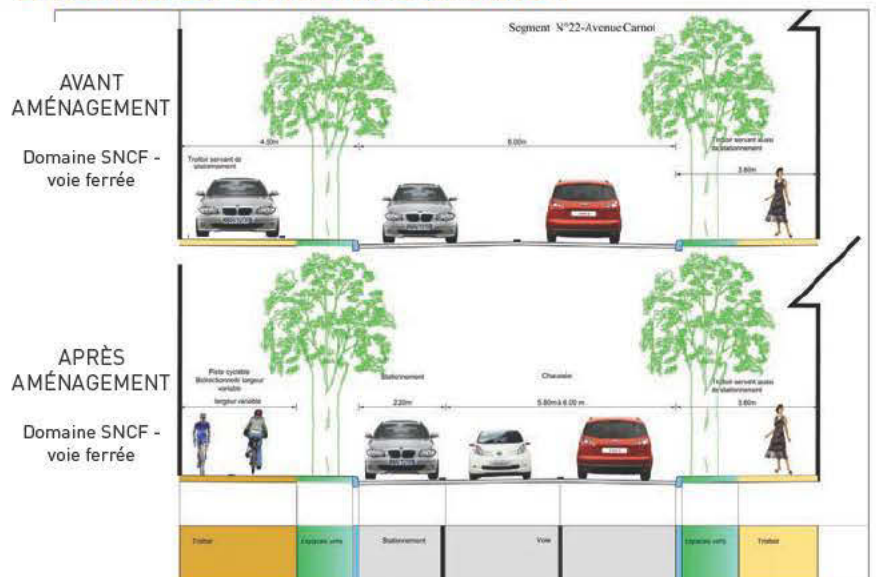 Segment N°22-Avenue Carnot
AVANT
AMÉNAGEMENT
Domaine SNCF -
voie ferrée
4.50m
8.00m
Trottoir servant de
stationnement
Trottoir servant aussi
de stationnement
3.60m
APRÈS
AMÉNAGEMENT
Domaine SNCF -
voie ferrée
Piste cyclable
Bidirectionnelle largeur
variable
largeur variable
Stationnement
2.20m
Chaussée
5.80m à 6.00 m
Trottoir servant aussi
de stationnement
3.60m
Trottoir
Espaces verts
Stationnement
Voie
Espaces verts
Trottoir